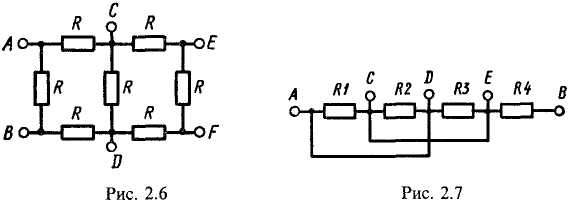 C
A R R E
R R R
B R R F
D
Рис. 2.6
C D E
A R1 R2 R3 R4 B
Рис. 2.7